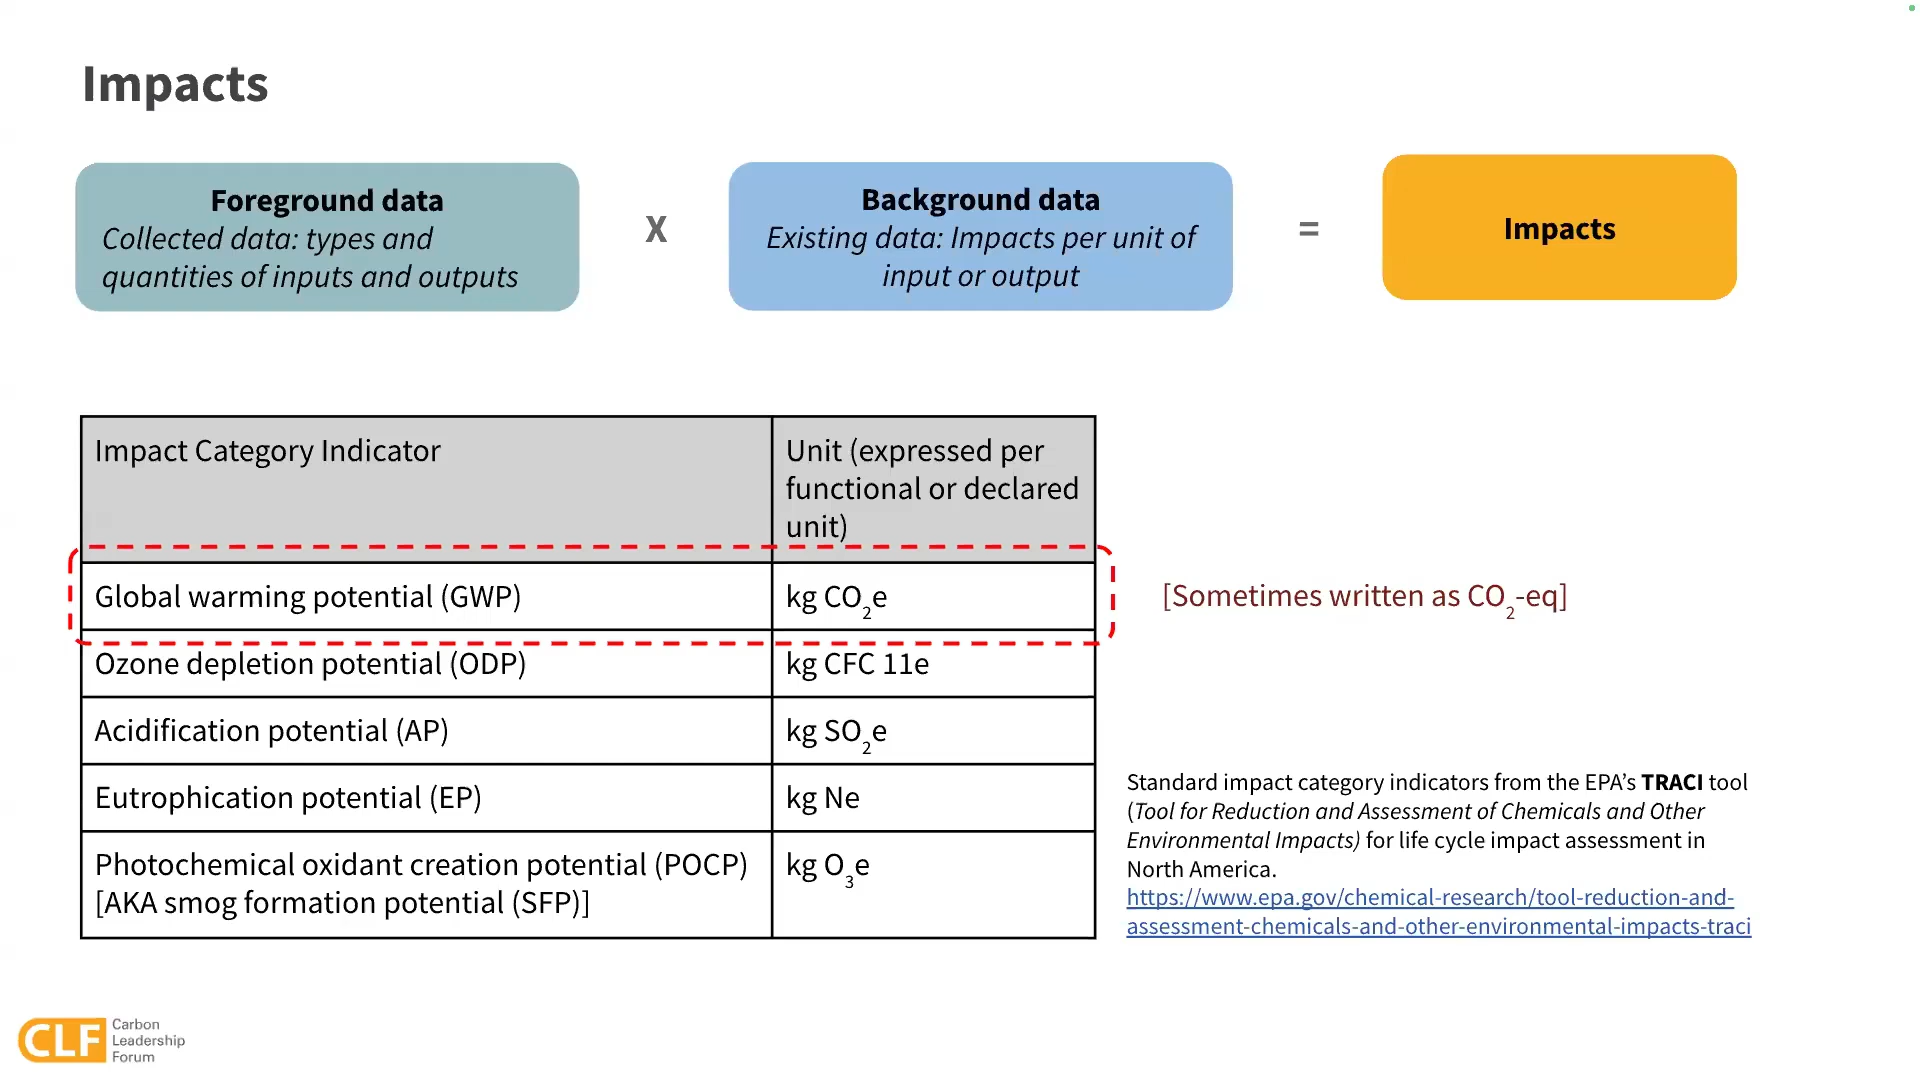 Impacts
Foreground data
Collected data: types and
quantities of inputs and outputs
X
Background data
Existing data: Impacts per unit of
input or output
=
Impacts
Impact Category Indicator
Unit (expressed per
functional or declared
unit)
Global warming potential (GWP)
kg CO₂e
[Sometimes written as CO₂-eq]
Ozone depletion potential (ODP)
kg CFC 11e
Acidification potential (AP)
kg SO₂e
Eutrophication potential (EP)
kg Ne
Photochemical oxidant creation potential (POCP)
[AKA smog formation potential (SFP)]
kg O₃e
Standard impact category indicators from the EPA’s TRACI tool
(Tool for Reduction and Assessment of Chemicals and Other
Environmental Impacts) for life cycle impact assessment in
North America.
https://www.epa.gov/chemical-research/tool-reduction-and-
assessment-chemicals-and-other-environmental-impacts-traci
CLF
Carbon
Leadership
Forum